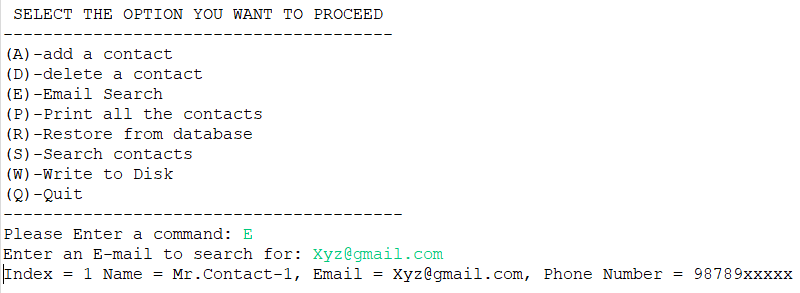 SELECT THE OPTION YOU WANT TO PROCEED
---------------------------------------
(A)-add a contact
(D)-delete a contact
(E)-Email Search
(P)-Print all the contacts
(R)-Restore from database
(S)-Search contacts
(W)-Write to Disk
(Q)-Quit
----------------------------------------
Please Enter a command: E
Enter an E-mail to search for: Xyz@gmail.com
Index = 1 Name = Mr.Contact-1, Email = Xyz@gmail.com, Phone Number = 98789xxxxx